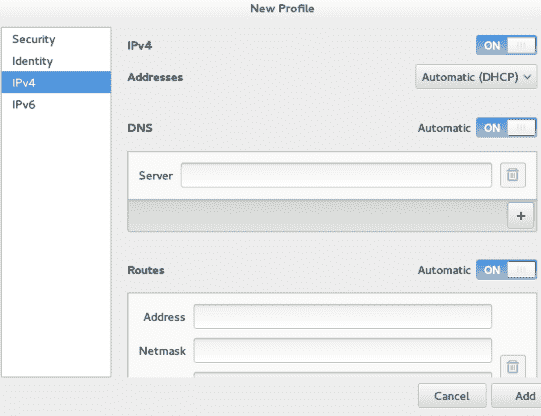 New Profile
Security
Identity
IPv4
IPv6
IPv4 ON
Addresses Automatic (DHCP)
DNS Automatic ON
Server
+
Routes Automatic ON
Address
Netmask
Cancel Add